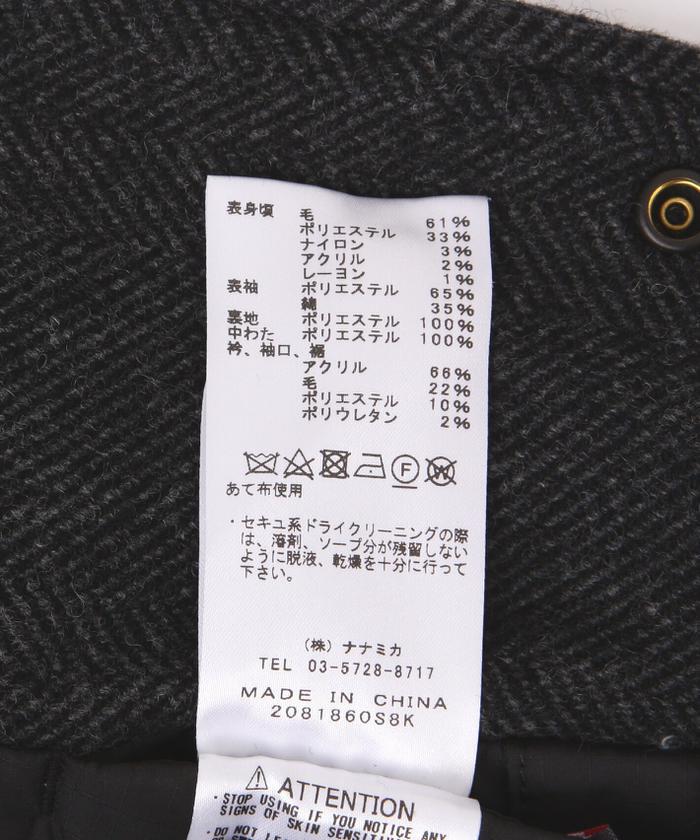 表身頃 毛 61%
ポリエステル 33%
ナイロン 3%
アクリル 2%
レーヨン 1%
表袖 ポリエステル 65%
綿 35%
裏地 ポリエステル 100%
中わた ポリエステル 100%
衿、袖口、裾
アクリル 66%
毛 22%
ポリエステル 10%
ポリウレタン 2%
F W
あて布使用
・セキユ系ドライクリーニングの際
は、溶剤、ソープ分が残留しない
ように脱液、乾燥を十分に行って
下さい。
（株）ナナミカ
TEL 03-5728-8717
MADE IN CHINA
2081860S8K
ATTENTION
・STOP USING IF YOU NOTICE ANY
SIGNS OF SKIN SENSITIV
・DO NOT